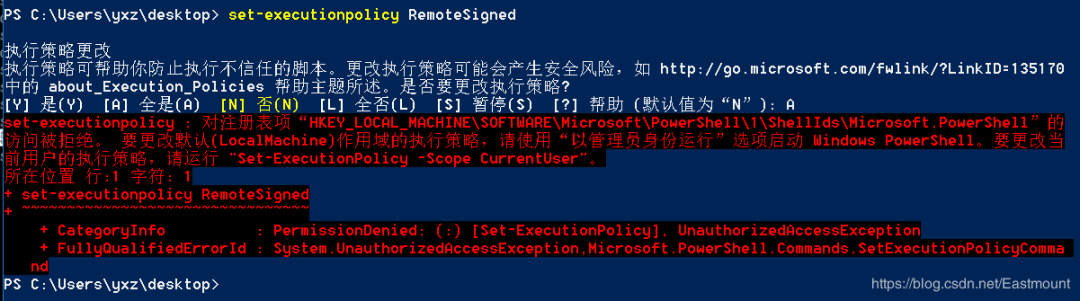 PS C:\Users\yxz\desktop> set-executionpolicy RemoteSigned
执行策略更改
执行策略可帮助你防止执行不信任的脚本。更改执行策略可能会产生安全风险，如 http://go.microsoft.com/fwlink/?LinkID=135170
中的 about_Execution_Policies 帮助主题所述。是否要更改执行策略?
[Y] 是(Y)  [A] 全是(A)  [N] 否(N)  [L] 全否(L)  [S] 暂停(S)  [?] 帮助 (默认值为“N”): A
set-executionpolicy : 对注册表项“HKEY_LOCAL_MACHINE\SOFTWARE\Microsoft\PowerShell\1\ShellIds\Microsoft.PowerShell”的
访问被拒绝。 要更改默认(LocalMachine)作用域的执行策略，请使用“以管理员身份运行”选项启动 Windows PowerShell。要更改当
前用户的执行策略，请运行 "Set-ExecutionPolicy -Scope CurrentUser"。
所在位置 行:1 字符: 1
+ set-executionpolicy RemoteSigned
+ ~~~~~~~~~~~~~~~~~~~~~~~~~~~~~~~~
+ CategoryInfo          : PermissionDenied: (:) [Set-ExecutionPolicy], UnauthorizedAccessException
+ FullyQualifiedErrorId : System.UnauthorizedAccessException,Microsoft.PowerShell.Commands.SetExecutionPolicyComma
nd
PS C:\Users\yxz\desktop>
https://blog.csdn.net/Eastmount